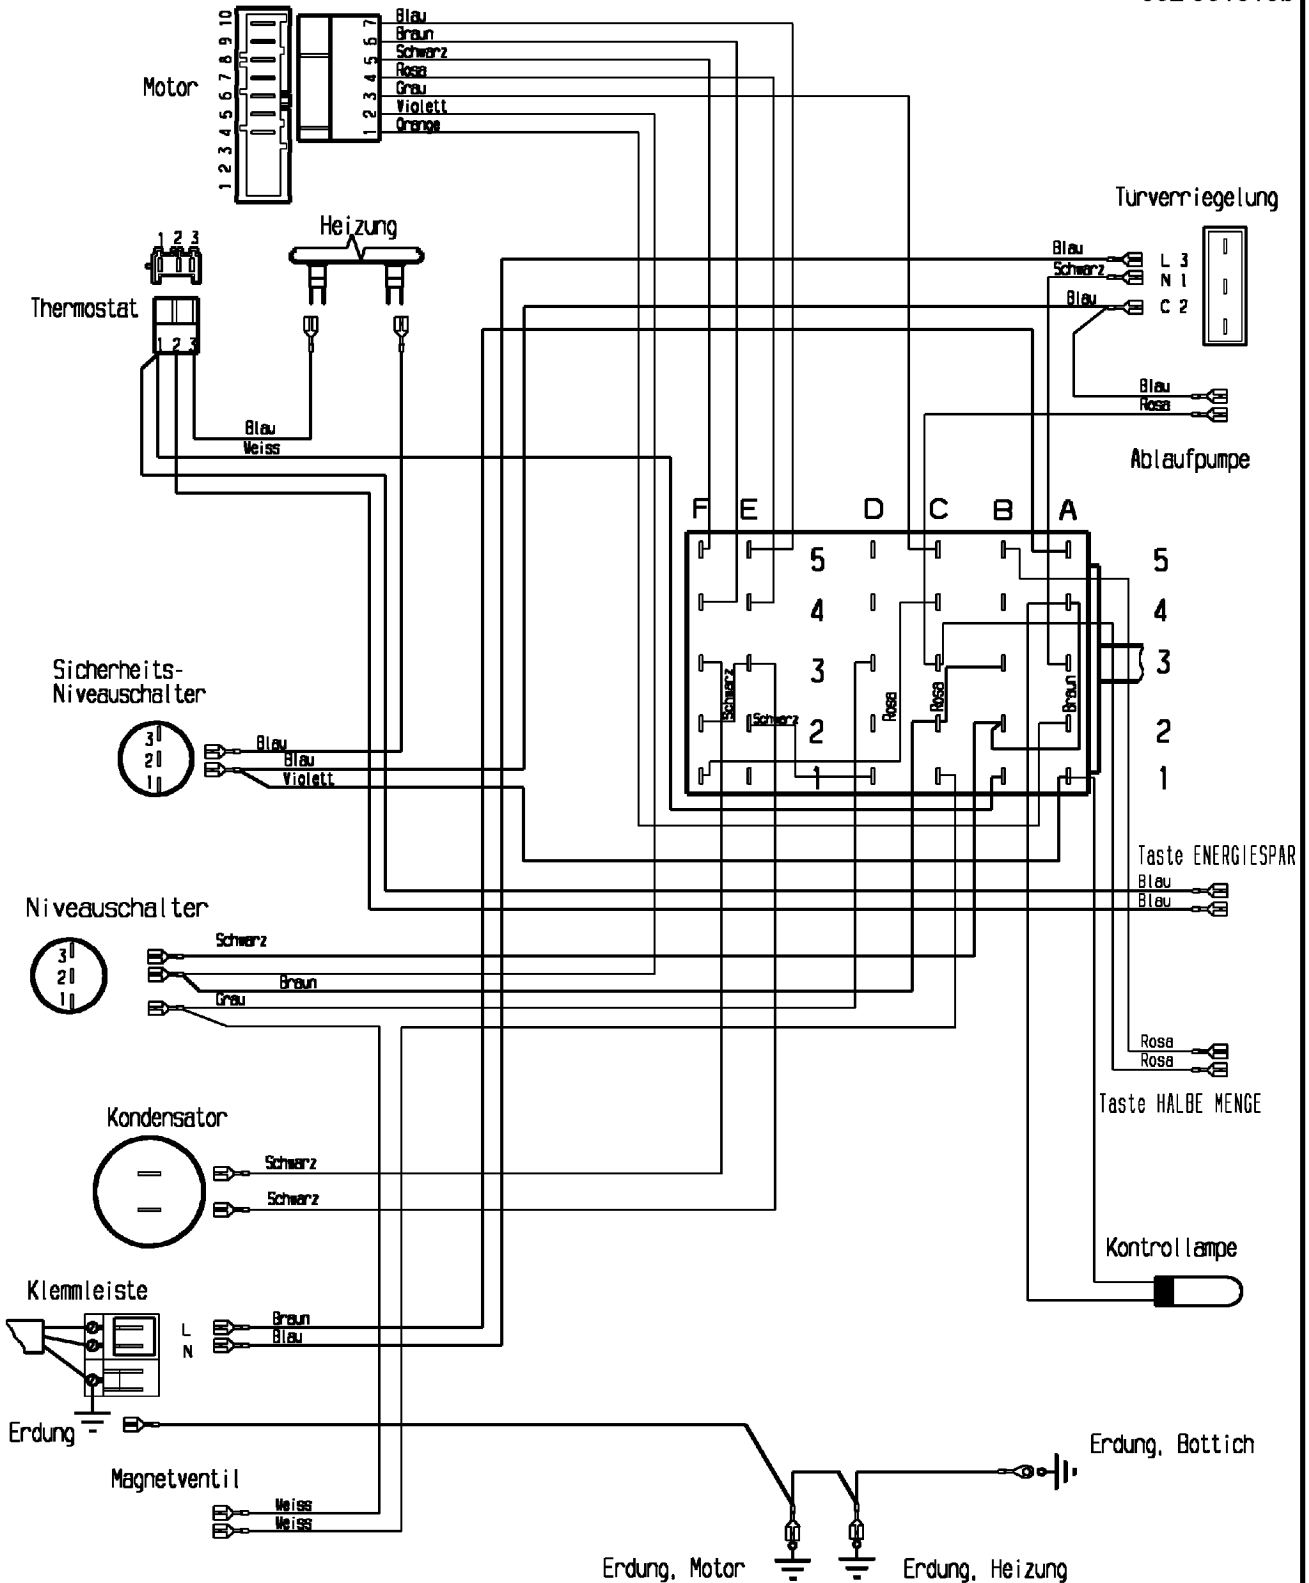 10
9
8
7
6
5
4
3
2
1
Motor
7
6
5
4
3
2
1
Blau
Braun
Schwarz
Rosa
Grau
Violett
Orange
Türverriegelung
Heizung
1 2 3
Thermostat
1 2 3
Blau
Schwarz
Blau
L 3
N 1
C 2
Blau
Rosa
Ablaufpumpe
Blau
Weiss
F E D C B A
5 5
4 4
3 3
2 2
1 1
Schwarz
Schwarz
Rosa
Rosa
Braun
Sicherheits-
Niveauschalter
3
2
1
Blau
Blau
Violett
Taste ENERGIESPAR
Blau
Blau
Niveauschalter
3
2
1
Schwarz
Braun
Grau
Rosa
Rosa
Taste HALBE MENGE
Kondensator
Schwarz
Schwarz
Kontrollampe
Klemmleiste
L
N
Braun
Blau
Erdung
Erdung, Bottich
Magnetventil
Weiss
Weiss
Erdung, Motor
Erdung, Heizung